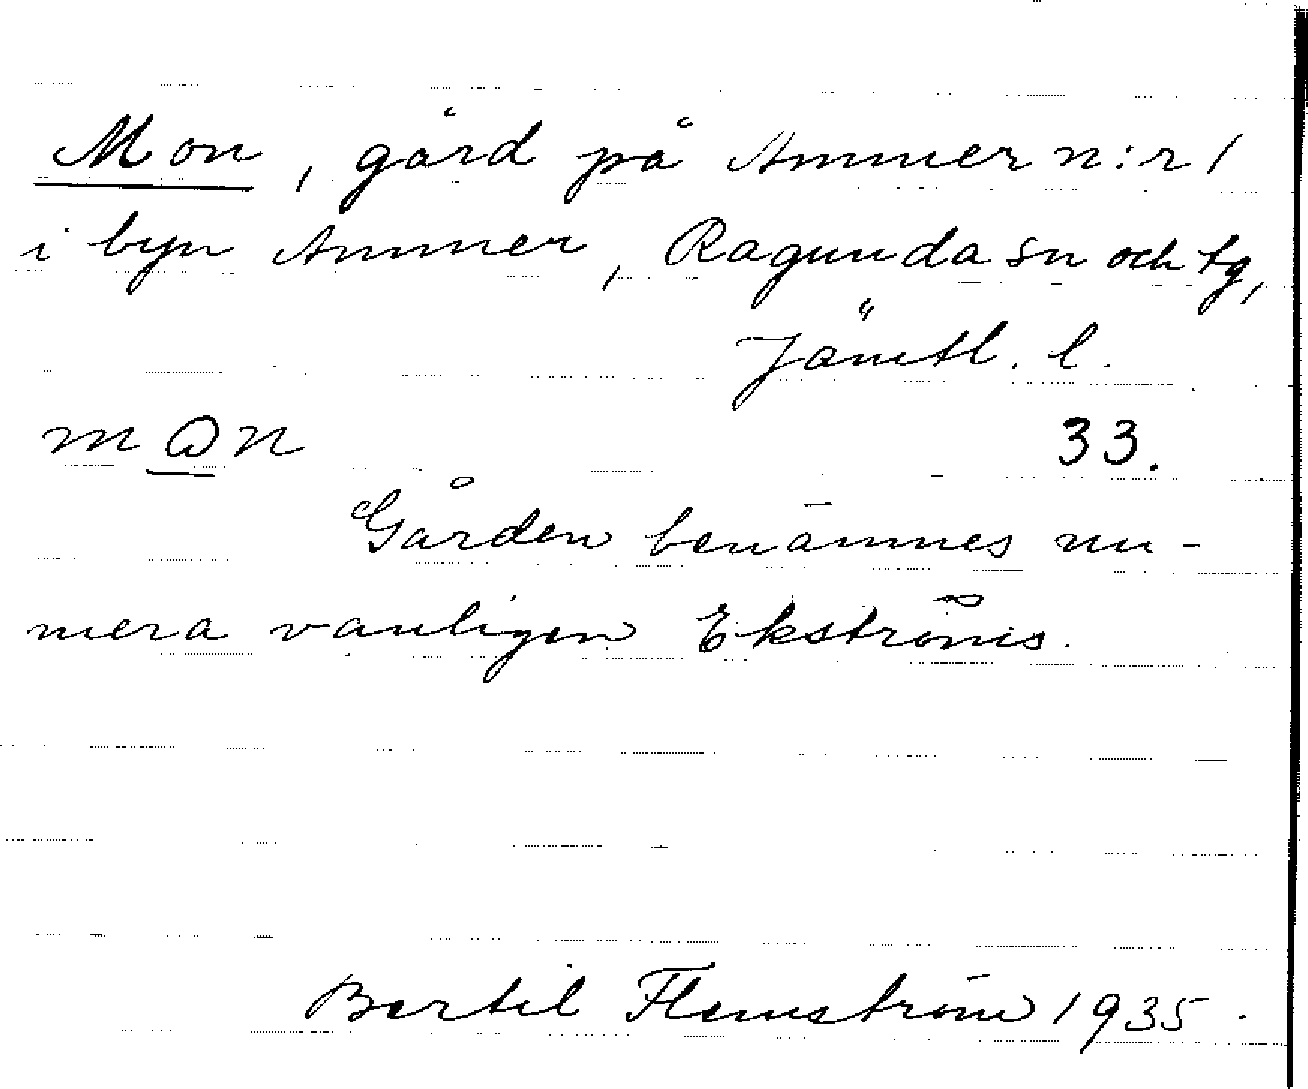 Mon, gård på Ammer n:r 1
i byn Ammer, Ragunda sn och tg,
Jämtl. l.
mωn 33.
Gården benämnes nu-
mera vanligen Ekströms.
Bertil Flemström 1935.